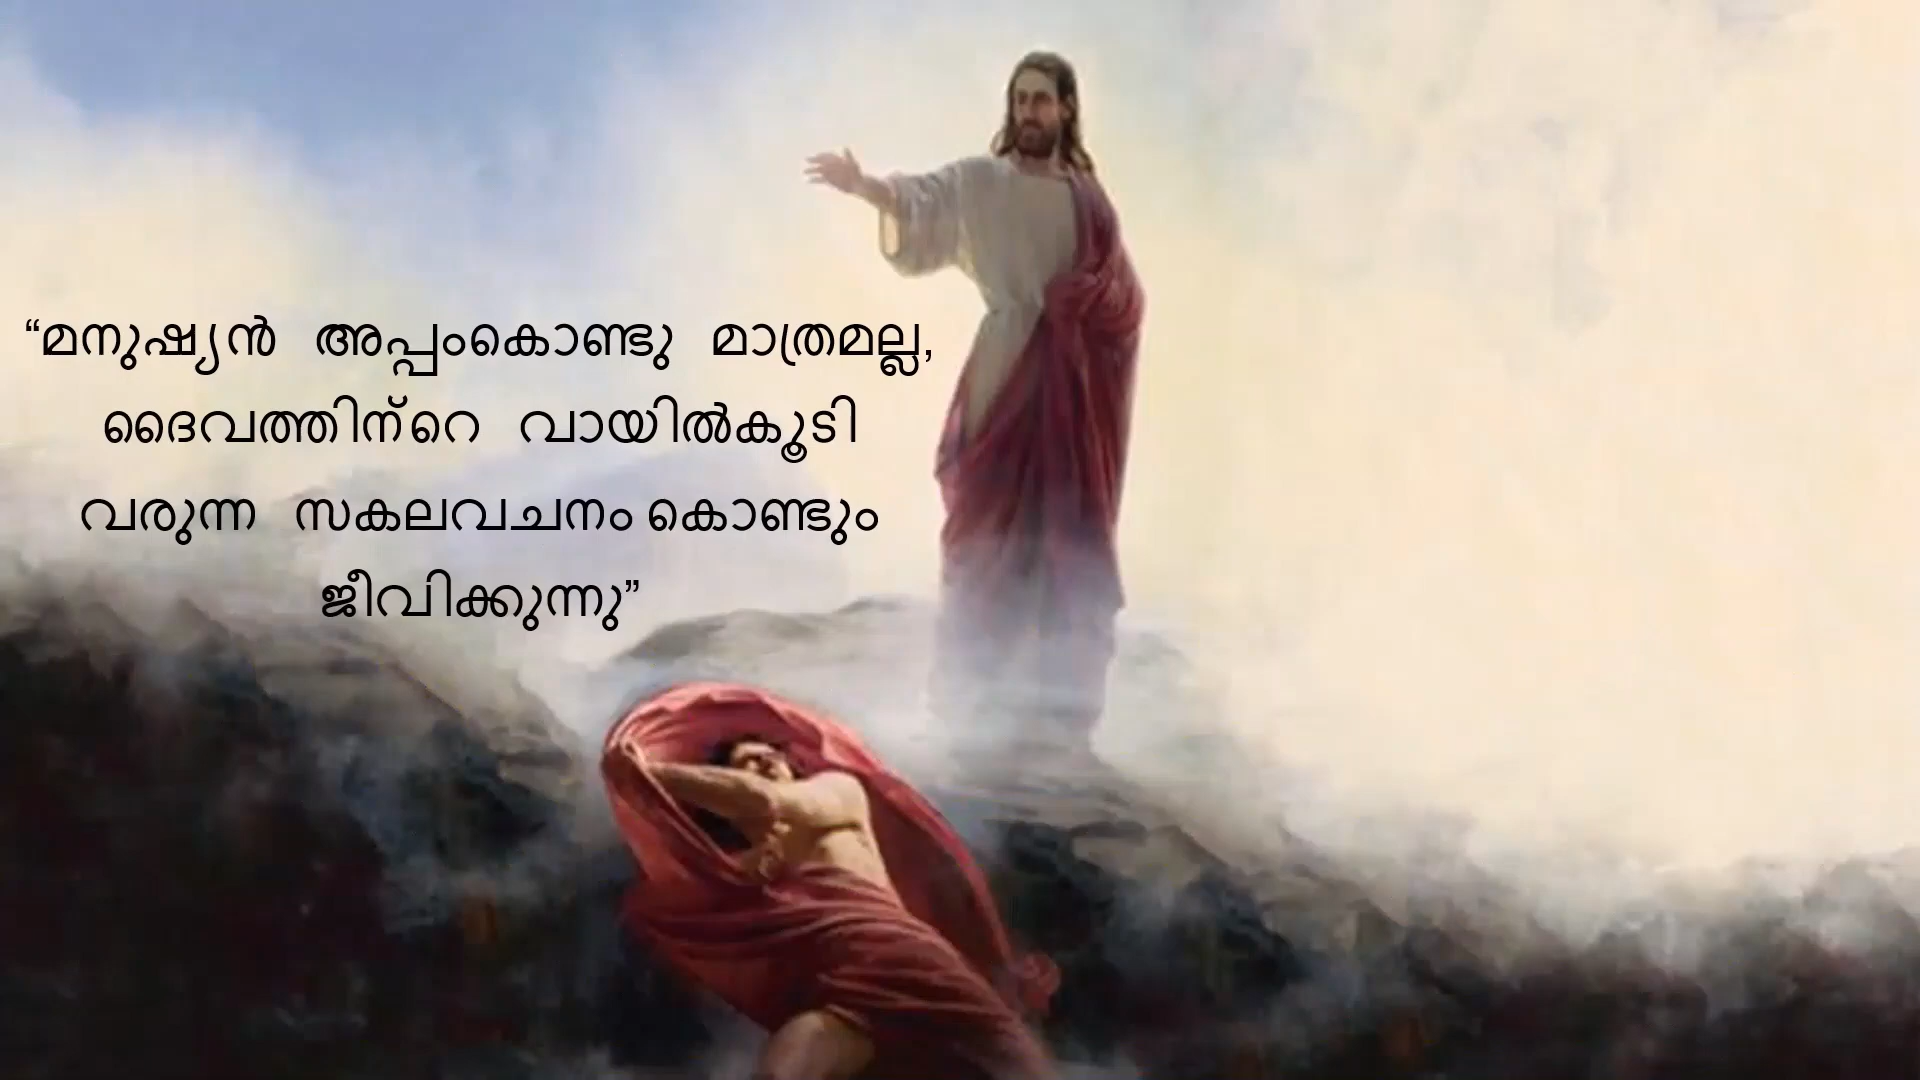 “മനുഷ്യൻ അപ്പംകൊണ്ടു മാത്രമല്ല,
ദൈവത്തിന്റെ വായിൽകൂടി
വരുന്ന സകലവചനം കൊണ്ടും
ജീവിക്കുന്നു”